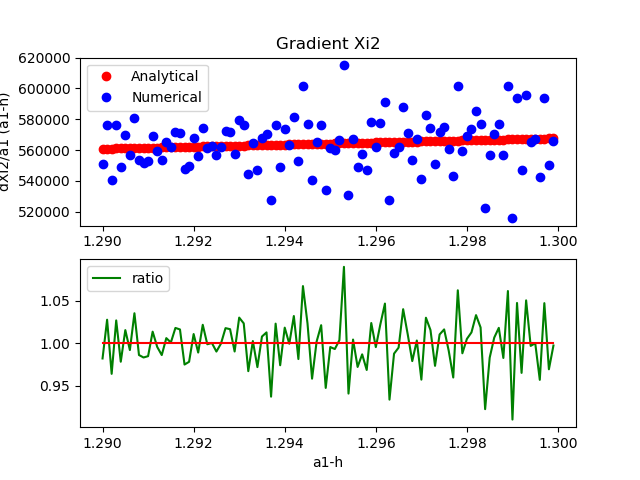 Gradient Xi2
dXi2/a1 (a1-h)
620000
600000
580000
560000
540000
520000
Analytical
Numerical
1.290 1.292 1.294 1.296 1.298 1.300
1.05
1.00
0.95
ratio
1.290 1.292 1.294 1.296 1.298 1.300
a1-h